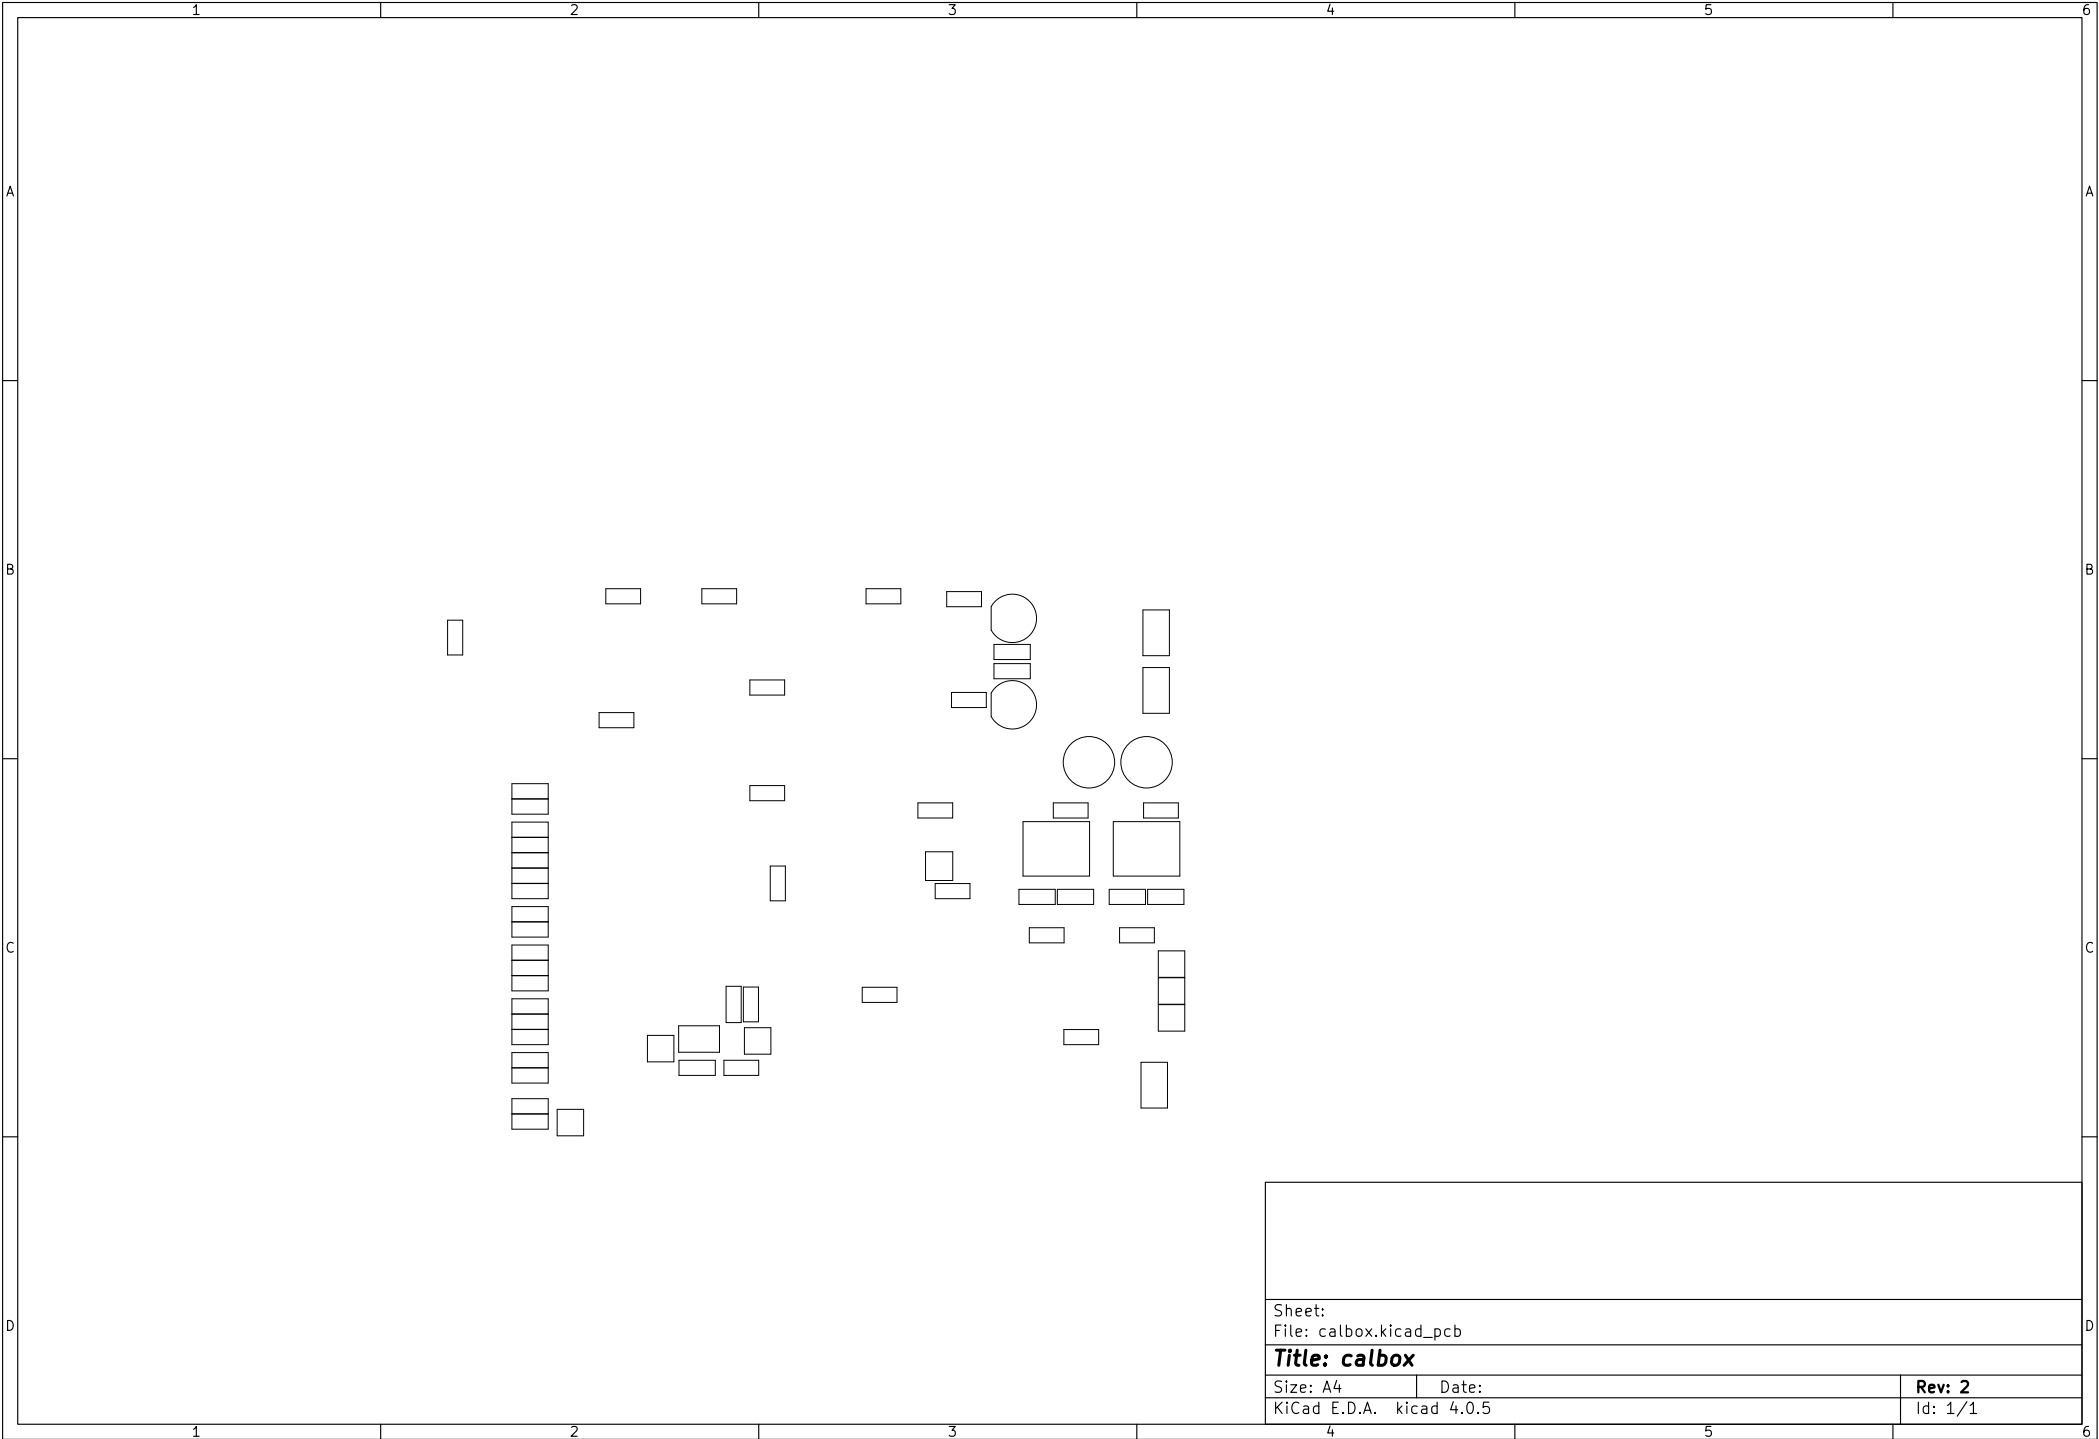 1 2 3 4 5 6
A A
B B
C C
D D
Sheet:
File: calbox.kicad_pcb
Title: calbox
Size: A4 Date: Rev: 2
KiCad E.D.A. kicad 4.0.5 Id: 1/1
1 2 3 4 5 6